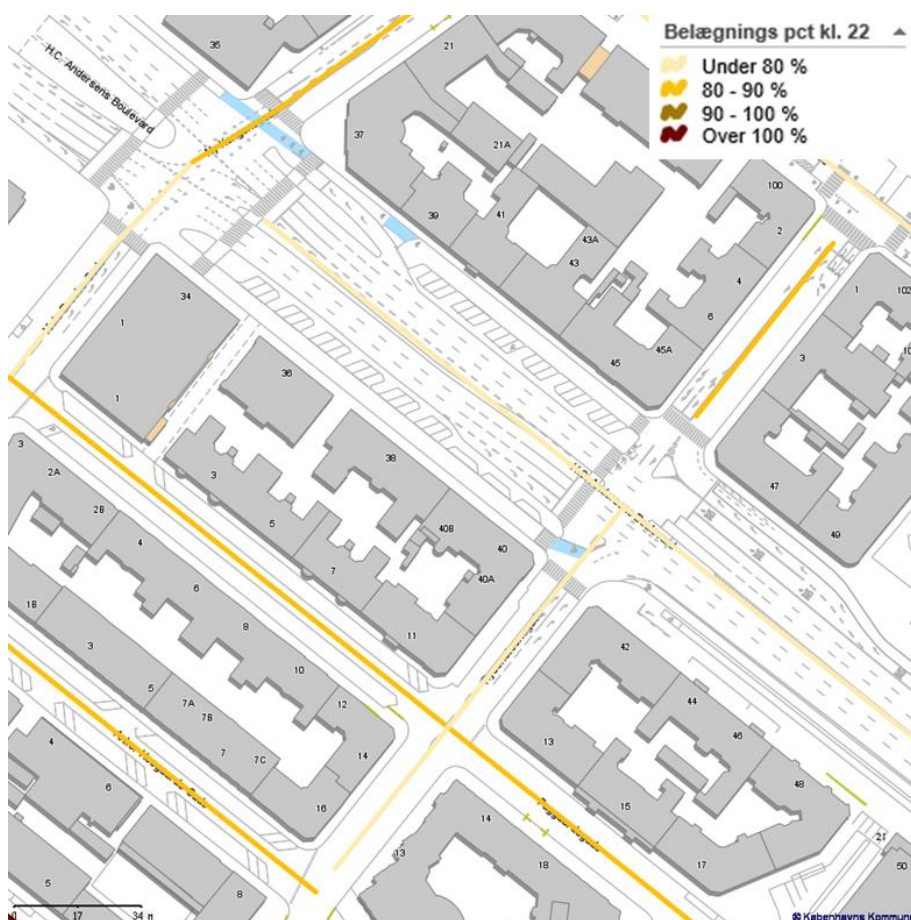 Belægnings pct kl. 22
Under 80 %
80 - 90 %
90 - 100 %
Over 100 %
35
H.C. Andersens Boulevard
21
37
21A
100
39
41
2
43A
43
4
34
1
102
6
1
3
45
45A
36
1
3
2A
3
38
47
2B
5
49
4
40B
40
7
40A
6
1B
8
11
42
3
10
44
5
12
46
7A
13
7B
14
48
4
7
7C
15
6
16
14
17
21
13
18
50
5
8
0 17 34 m
© Københavns Kommune